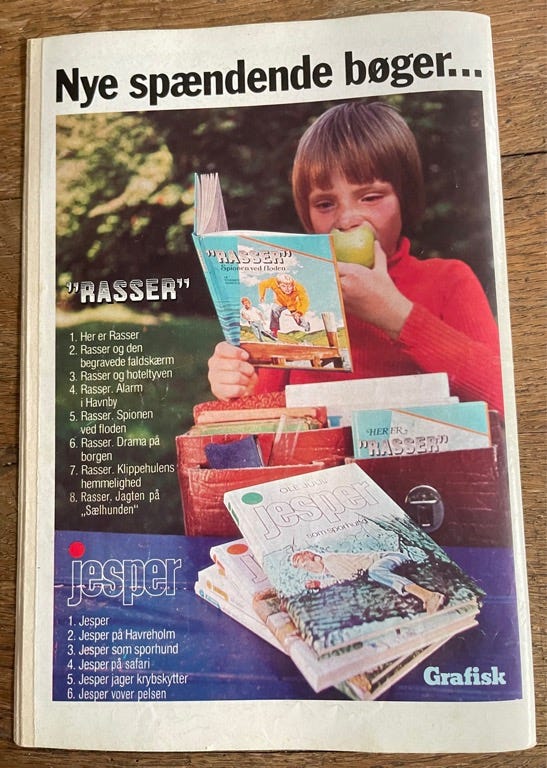 Nye spændende bøger...
"RASSER"
Spionen ved floden
”RASSER”
1. Her er Rasser
2. Rasser og den
begravede faldskærm
3. Rasser og hoteltyven
4. Rasser. Alarm
i Havnby
5. Rasser. Spionen
ved floden
6. Rasser. Drama på
borgen
7. Rasser. Klippehulens
hemmelighed
8. Rasser. Jagten på
„Sælhunden“
HER ER
"RASSER"
OLE JUUL
jesper
som sporhund
jesper
1. Jesper
2. Jesper på Havreholm
3. Jesper som sporhund
4. Jesper på safari
5. Jesper jager krybskytter
6. Jesper vover pelsen
Grafisk